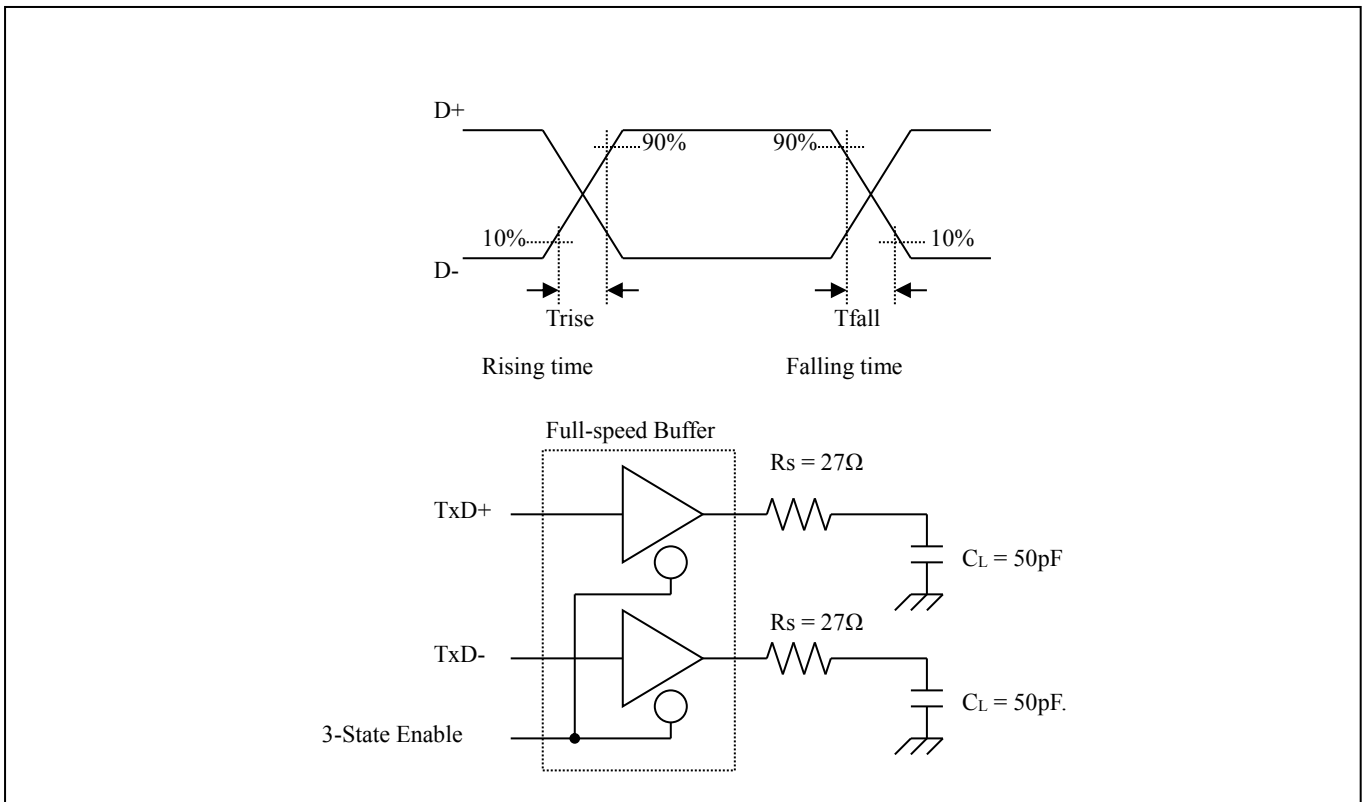 D+
90%
90%
10%
10%
D-
Trise
Tfall
Rising time
Falling time
Full-speed Buffer
Rs = 27Ω
TxD+
CL = 50pF
Rs = 27Ω
TxD-
CL = 50pF.
3-State Enable